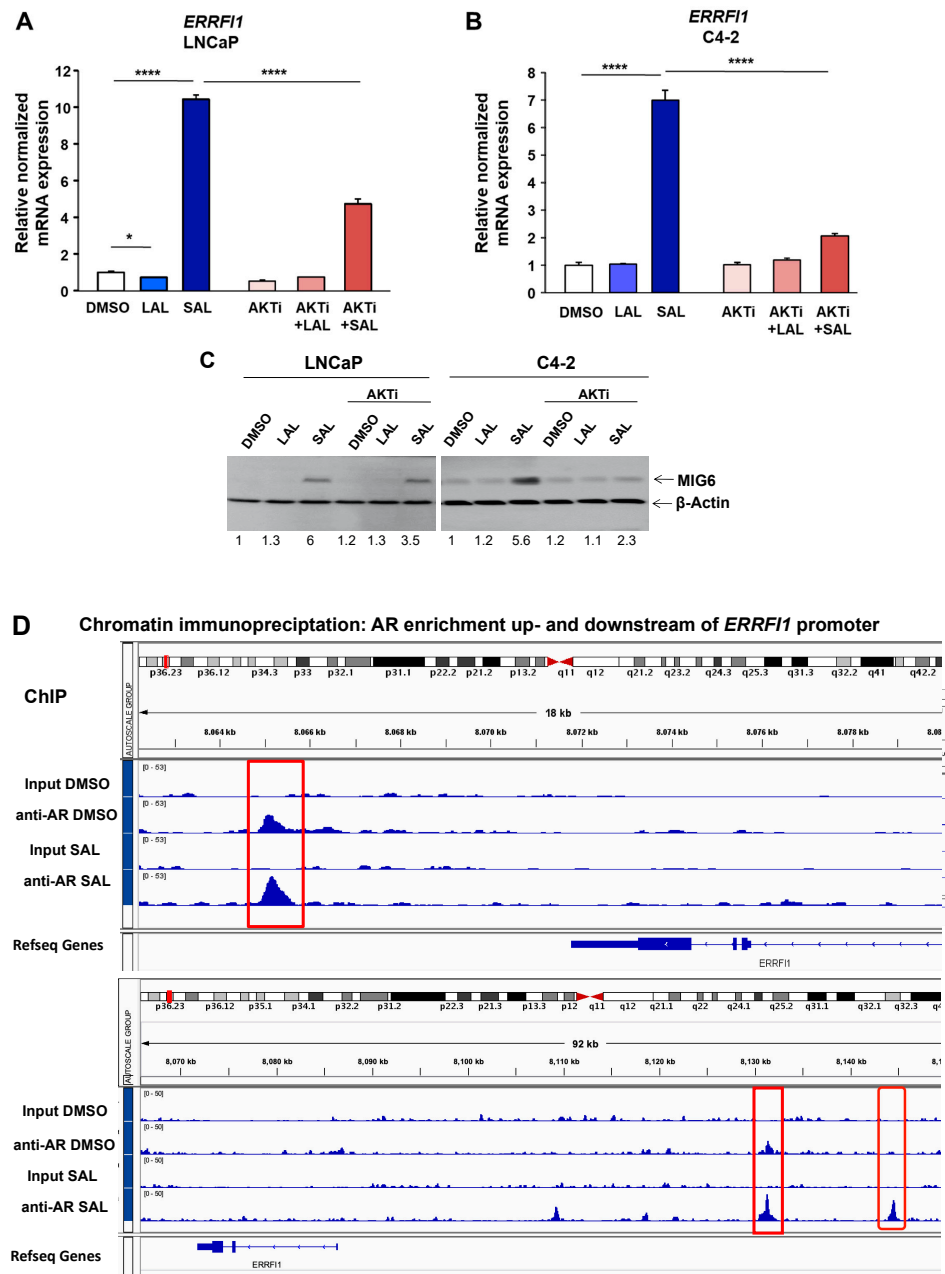 A
ERRFI1
LNCaP
Relative normalized
mRNA expression
12
10
8
6
4
2
0
****
****
*
DMSO LAL SAL AKTi AKTi +LAL AKTi +SAL
B
ERRFI1
C4-2
Relative normalized
mRNA expression
8
7
6
5
4
3
2
1
0
****
****
DMSO LAL SAL AKTi AKTi +LAL AKTi +SAL
C
LNCaP C4-2
AKTi AKTi
DMSO LAL SAL DMSO LAL SAL DMSO LAL SAL DMSO LAL SAL
MIG6
β-Actin
1 1.3 6 1.2 1.3 3.5 1 1.2 5.6 1.2 1.1 2.3
D Chromatin immunopreciptation: AR enrichment up- and downstream of ERRFI1 promoter
ChIP
AUTOSCALE GROUP
p36.23 p36.12 p34.3 p33 p32.1 p31.1 p22.2 p21.2 p13.2 q11 q12 q21.2 q23.2 q24.3 q25.3 q31.3 q32.2 q41 q42.2
18 kb
8.064 kb 8.066 kb 8.068 kb 8.070 kb 8.072 kb 8.074 kb 8.076 kb 8.078 kb 8.08
Input DMSO [0 - 53]
anti-AR DMSO [0 - 53]
Input SAL [0 - 53]
anti-AR SAL [0 - 53]
Refseq Genes
ERRFI1
AUTOSCALE GROUP
p36.23 p36.12 p35.1 p34.1 p32.3 p31.2 p22.3 p21.3 p13.3 p12 q11 q12 q21.1 q22 q24.1 q25.2 q31.1 q32.1 q32.3 q4
92 kb
8,070 kb 8,080 kb 8,090 kb 8,100 kb 8,110 kb 8,120 kb 8,130 kb 8,140 kb 8,1
Input DMSO [0 - 50]
anti-AR DMSO [0 - 50]
Input SAL [0 - 50]
anti-AR SAL [0 - 50]
Refseq Genes
ERRFI1